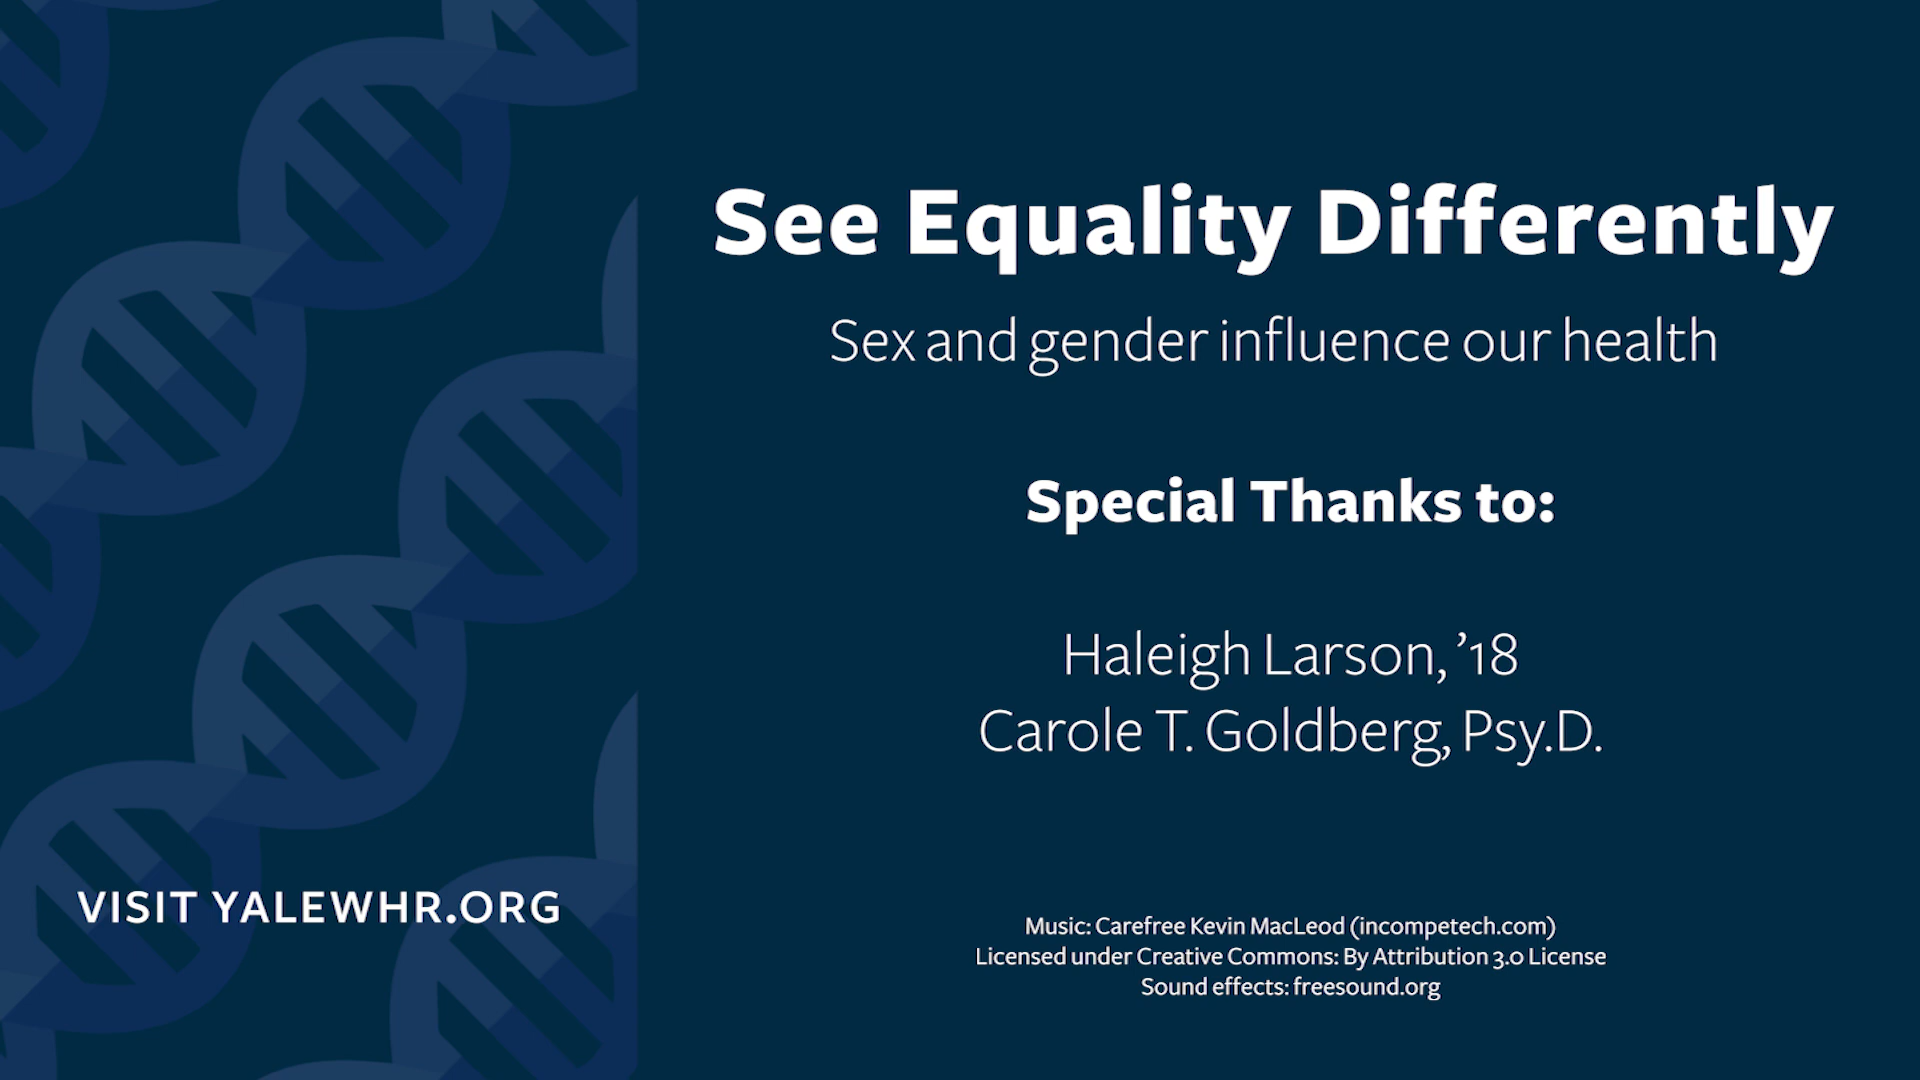 See Equality Differently
Sex and gender influence our health
Special Thanks to:
Haleigh Larson, ’18
Carole T. Goldberg, Psy.D.
VISIT YALEWHR.ORG
Music: Carefree Kevin MacLeod (incompetech.com)
Licensed under Creative Commons: By Attribution 3.0 License
Sound effects: freesound.org